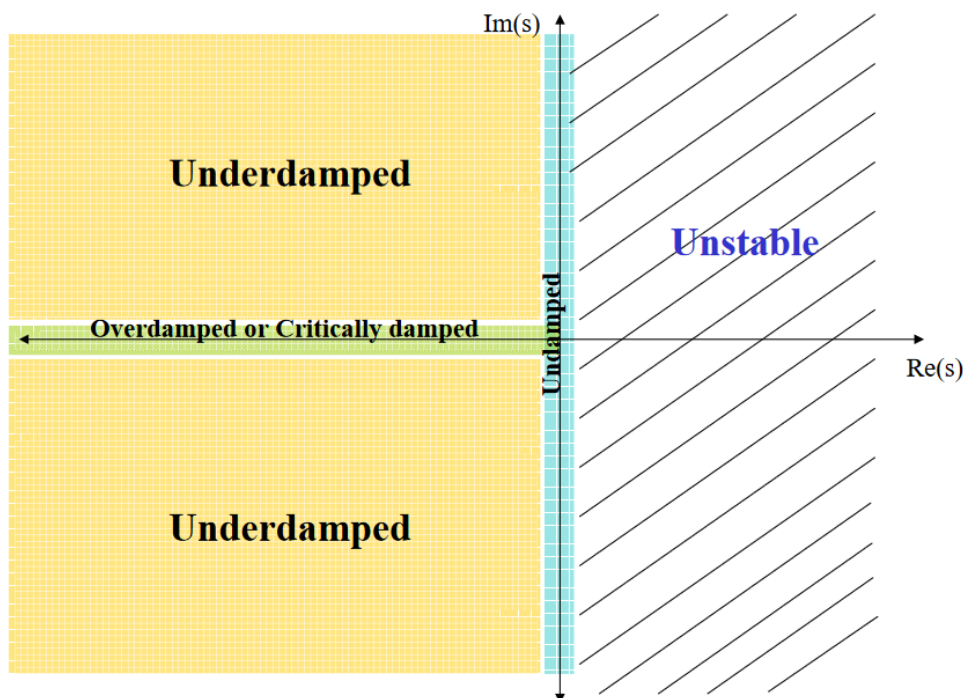 Im(s)
Underdamped
Unstable
Overdamped or Critically damped
Undamped
Re(s)
Underdamped